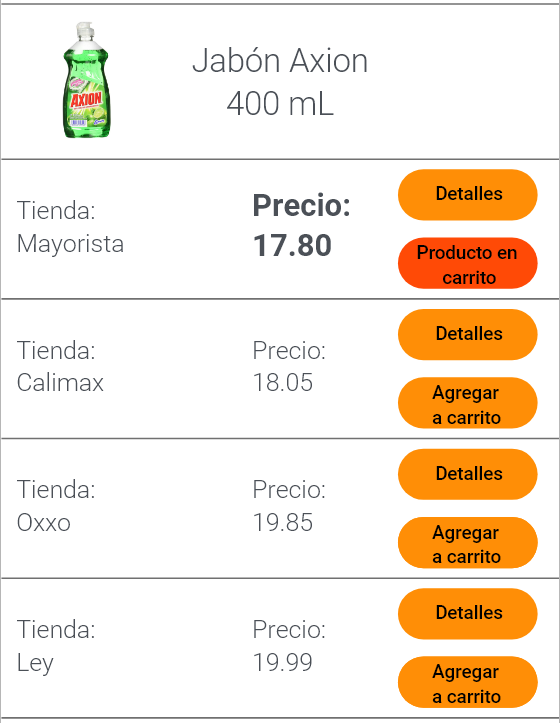 Jabón Axion
400 mL
AXION
Tienda:
Mayorista
Precio:
17.80
Detalles
Producto en
carrito
Tienda:
Calimax
Precio:
18.05
Detalles
Agregar
a carrito
Tienda:
Oxxo
Precio:
19.85
Detalles
Agregar
a carrito
Tienda:
Ley
Precio:
19.99
Detalles
Agregar
a carrito